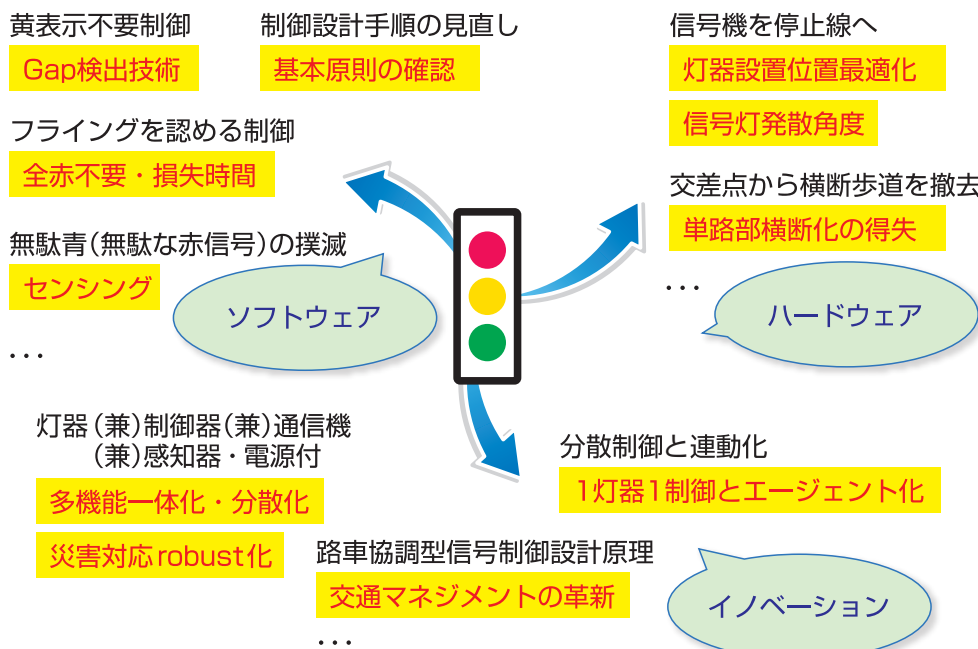 黄表示不要制御
Gap検出技術
制御設計手順の見直し
基本原則の確認
フライングを認める制御
全赤不要・損失時間
無駄青(無駄な赤信号)の撲滅
センシング
...
ソフトウェア
信号機を停止線へ
灯器設置位置最適化
信号灯発散角度
交差点から横断歩道を撤去
単路部横断化の得失
...
ハードウェア
灯器(兼)制御器(兼)通信機
(兼)感知器・電源付
多機能一体化・分散化
災害対応robust化
分散制御と連動化
1灯器1制御とエージェント化
路車協調型信号制御設計原理
交通マネジメントの革新
...
イノベーション